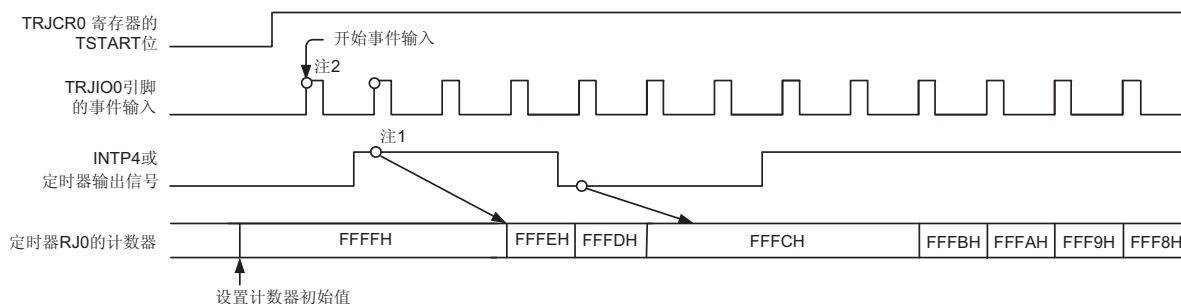 TRJCR0 寄存器的
TSTART位
开始事件输入
注2
TRJIO0引脚
的事件输入
注1
INTP4或
定时器输出信号
定时器RJ0的计数器
FFFFH
FFFEH
FFFDH
FFFCH
FFFBH
FFFAH
FFF9H
FFF8H
设置计数器初始值